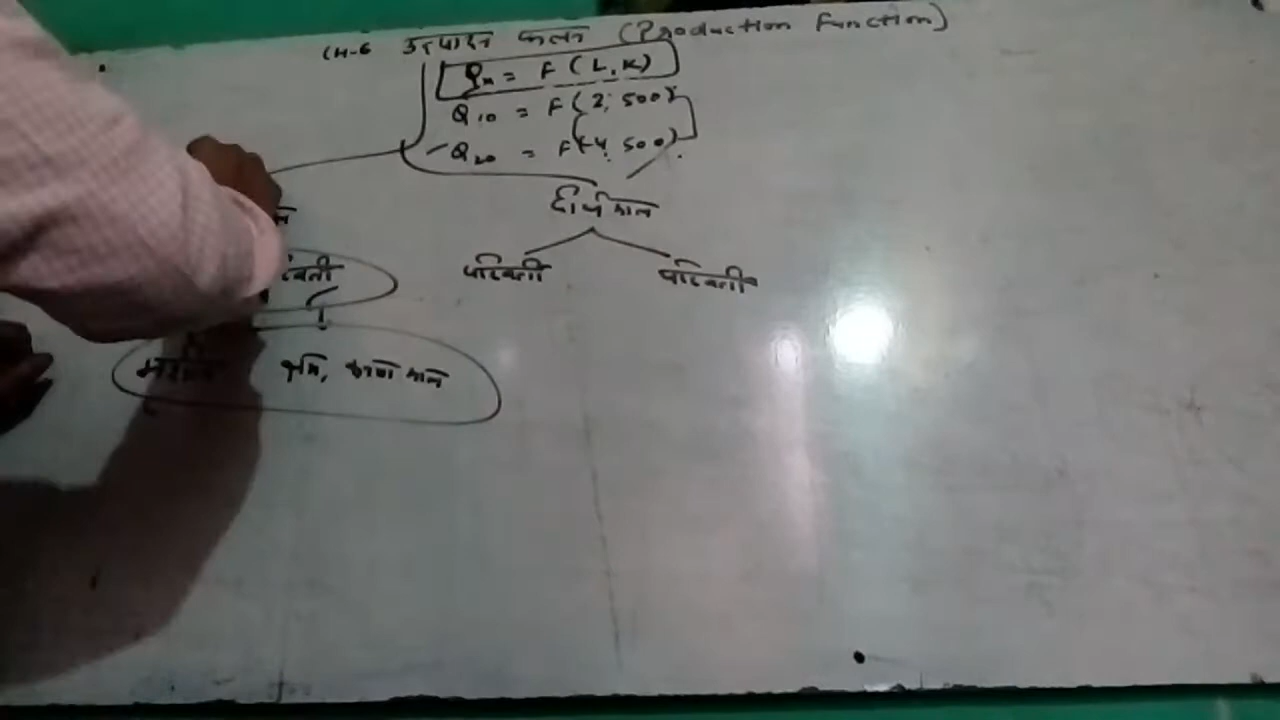 CH-6 उत्पादन फलन (Production Function)
Qx = F (L, K)
Q10 = F (2, 500)
Q20 = F (4, 500)
दीर्घकाल
परिवर्ती परिवर्ती
भूमि, कच्चा माल